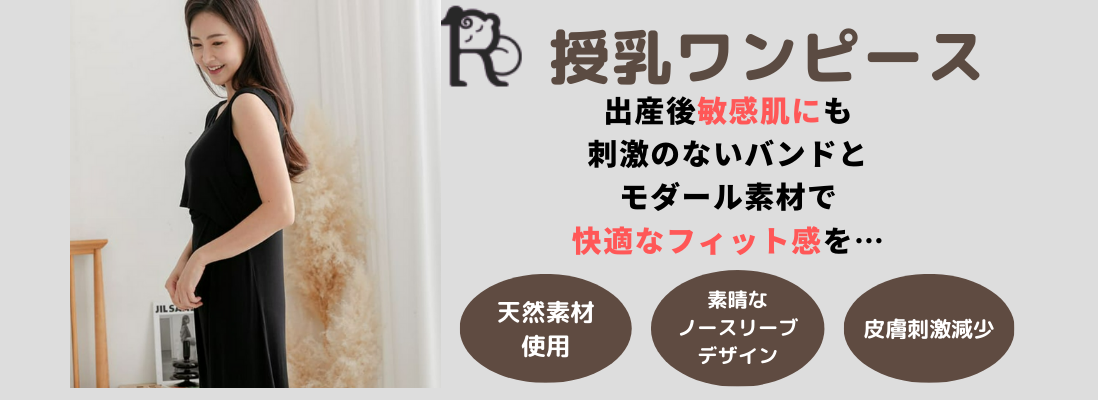 授乳ワンピース
出産後敏感肌にも
刺激のないバンドと
モダール素材で
快適なフィット感を…
天然素材
使用
素晴な
ノースリーブ
デザイン
皮膚刺激減少